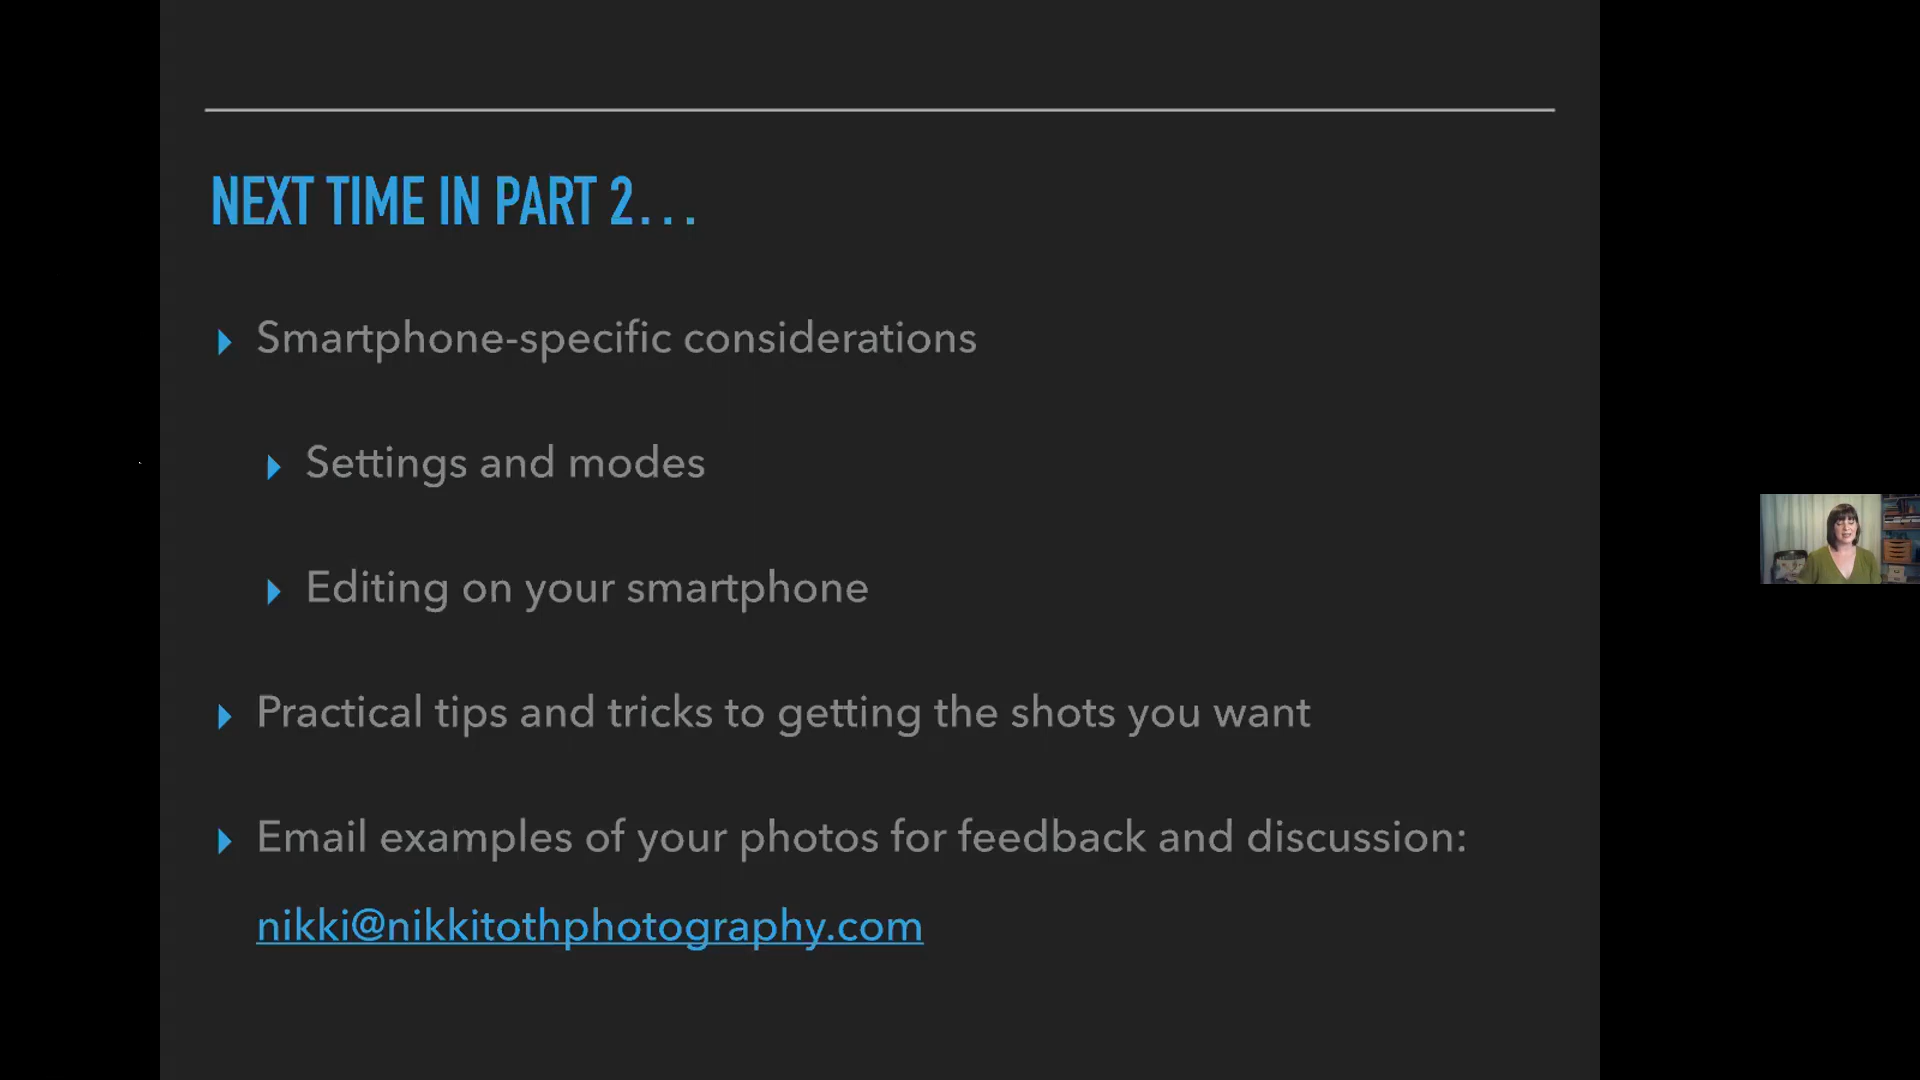 NEXT TIME IN PART 2...
Smartphone-specific considerations
Settings and modes
Editing on your smartphone
Practical tips and tricks to getting the shots you want
Email examples of your photos for feedback and discussion:
nikki@nikkitothphotography.com